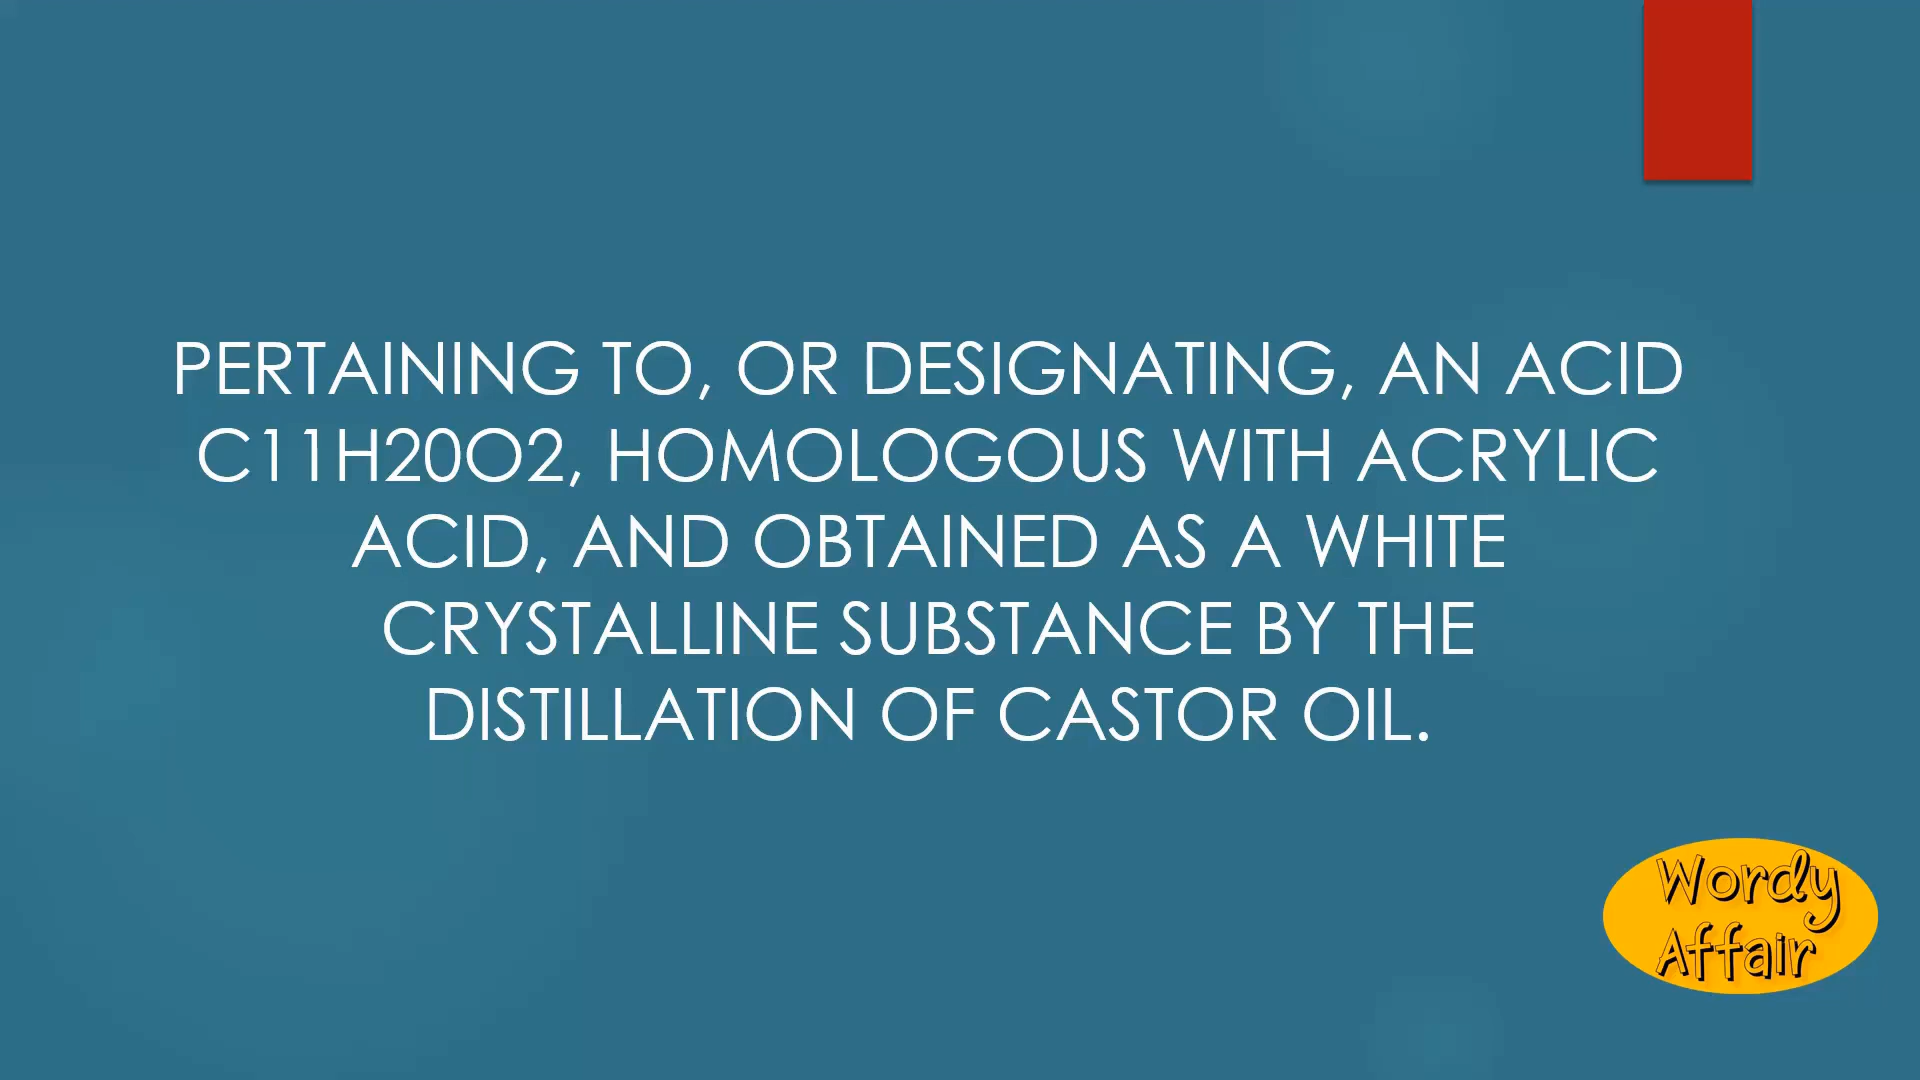 PERTAINING TO, OR DESIGNATING, AN ACID
C11H20O2, HOMOLOGOUS WITH ACRYLIC
ACID, AND OBTAINED AS A WHITE
CRYSTALLINE SUBSTANCE BY THE
DISTILLATION OF CASTOR OIL.
Wordy
Affair